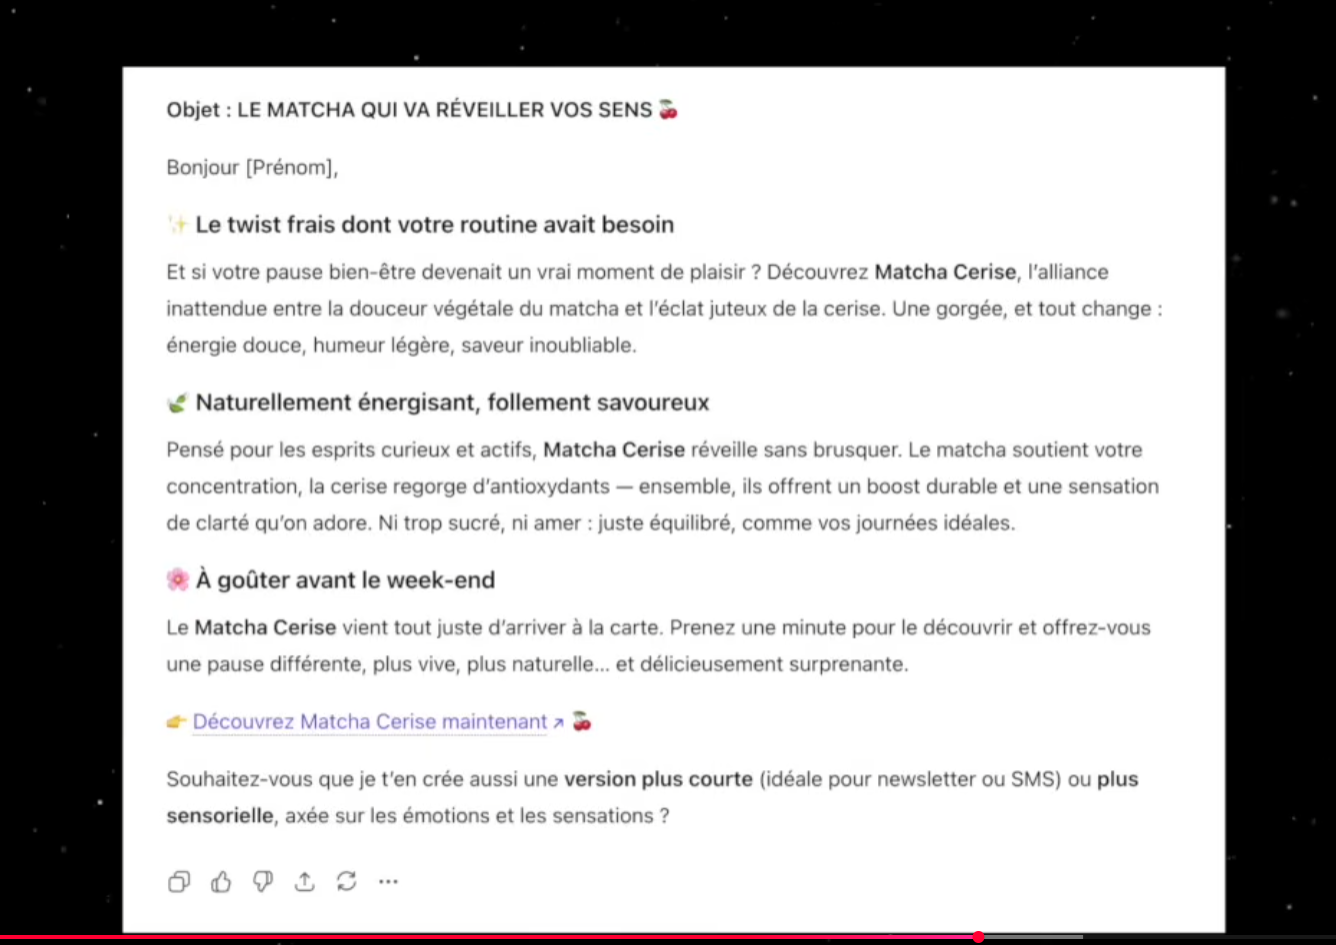 Objet : LE MATCHA QUI VA RÉVEILLER VOS SENS 🍒
Bonjour [Prénom],
✨ Le twist frais dont votre routine avait besoin
Et si votre pause bien-être devenait un vrai moment de plaisir ? Découvrez Matcha Cerise, l’alliance
inattendue entre la douceur végétale du matcha et l’éclat juteux de la cerise. Une gorgée, et tout change :
énergie douce, humeur légère, saveur inoubliable.
🌿 Naturellement énergisant, follement savoureux
Pensé pour les esprits curieux et actifs, Matcha Cerise réveille sans brusquer. Le matcha soutient votre
concentration, la cerise regorge d’antioxydants — ensemble, ils offrent un boost durable et une sensation
de clarté qu’on adore. Ni trop sucré, ni amer : juste équilibré, comme vos journées idéales.
🌸 À goûter avant le week-end
Le Matcha Cerise vient tout juste d’arriver à la carte. Prenez une minute pour le découvrir et offrez-vous
une pause différente, plus vive, plus naturelle… et délicieusement surprenante.
👉 Découvrez Matcha Cerise maintenant ↗ 🍒
Souhaitez-vous que je t’en crée aussi une version plus courte (idéale pour newsletter ou SMS) ou plus
sensorielle, axée sur les émotions et les sensations ?